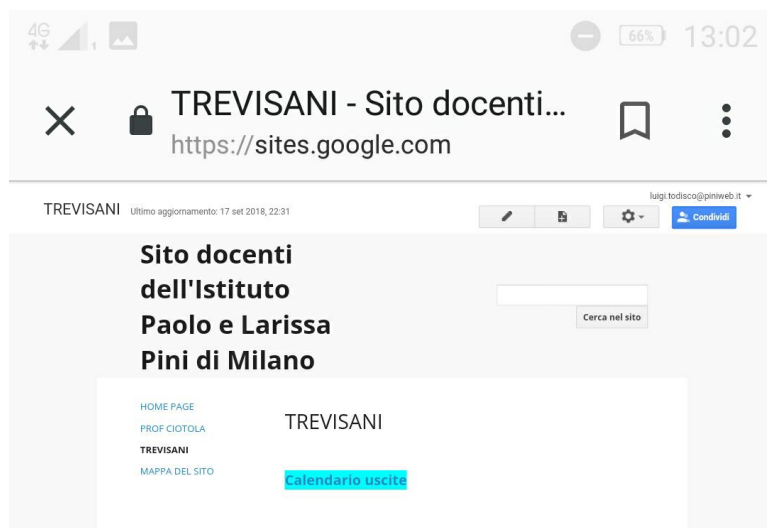 4G 1 66% 13:02
TREVISANI - Sito docenti...
https://sites.google.com
luigi.todisco@piniweb.it
TREVISANI Ultimo aggiornamento: 17 set 2018, 22:31
Condividi
Sito docenti
dell'Istituto
Paolo e Larissa
Pini di Milano
Cerca nel sito
HOME PAGE
PROF CIOTOLA
TREVISANI
MAPPA DEL SITO
TREVISANI
Calendario uscite